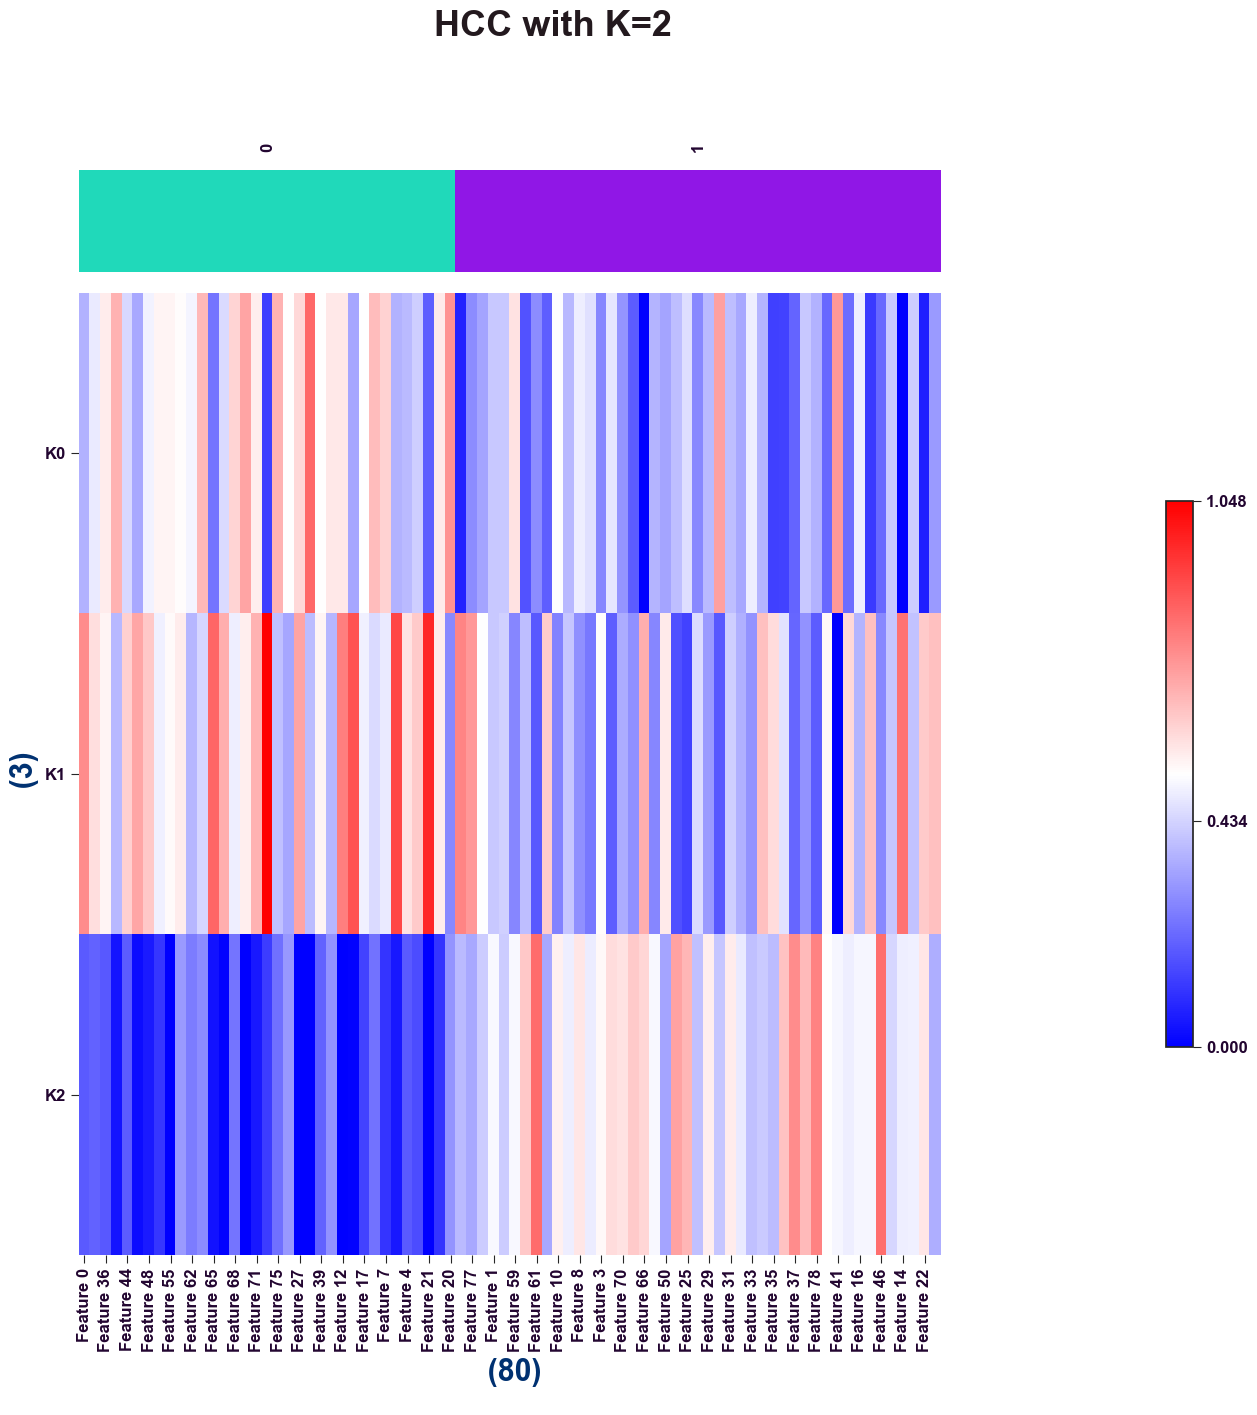 HCC with K=2
0
1
K0
K1
K2
(3)
1.048
0.434
0.000
Feature 0
Feature 36
Feature 44
Feature 48
Feature 55
Feature 62
Feature 65
Feature 68
Feature 71
Feature 75
Feature 27
Feature 39
Feature 12
Feature 17
Feature 7
Feature 4
Feature 21
Feature 20
Feature 77
Feature 1
Feature 59
Feature 61
Feature 10
Feature 8
Feature 3
Feature 70
Feature 66
Feature 50
Feature 25
Feature 29
Feature 31
Feature 33
Feature 35
Feature 37
Feature 78
Feature 41
Feature 16
Feature 46
Feature 14
Feature 22
(80)